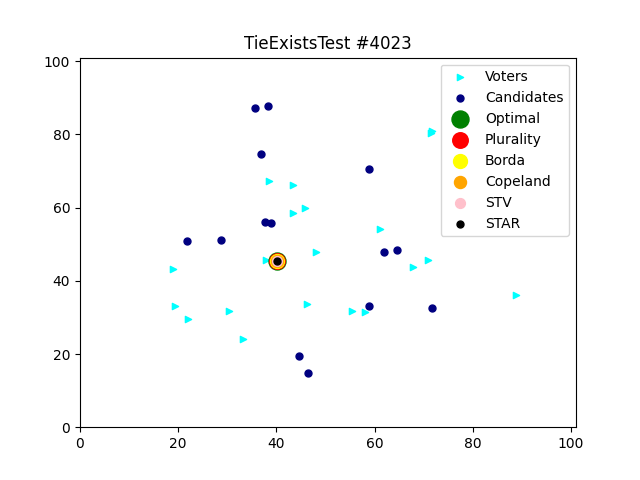 TieExistsTest #4023
100
80
60
40
20
0
0
20
40
60
80
100
Voters
Candidates
Optimal
Plurality
Borda
Copeland
STV
STAR